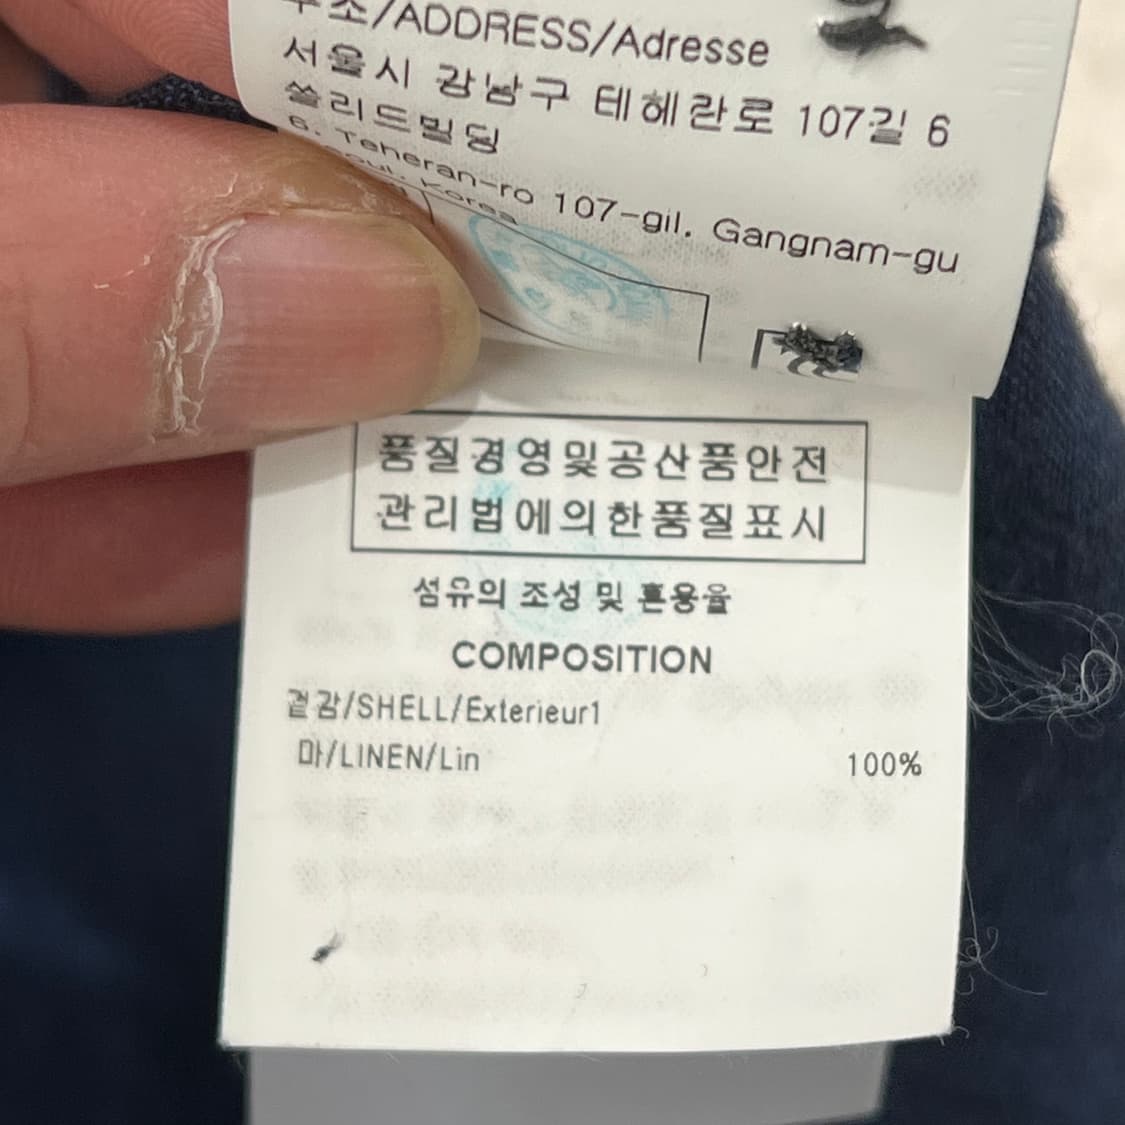 주소/ADDRESS/Adresse
서울시 강남구 테헤란로 107길 6
쏠리드빌딩
6, Teheran-ro 107-gil, Gangnam-gu
Seoul, Korea
품질경영및공산품안전
관리법에의한품질표시
섬유의 조성 및 혼용율
COMPOSITION
겉감/SHELL/Exterieur1
마/LINEN/Lin 100%